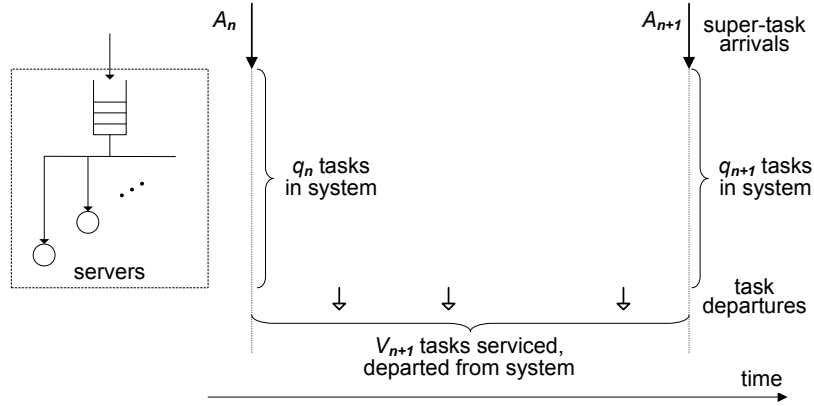 A_n
A_{n+1}
super-task
arrivals
q_n tasks
in system
q_{n+1} tasks
in system
servers
task
departures
V_{n+1} tasks serviced,
departed from system
time